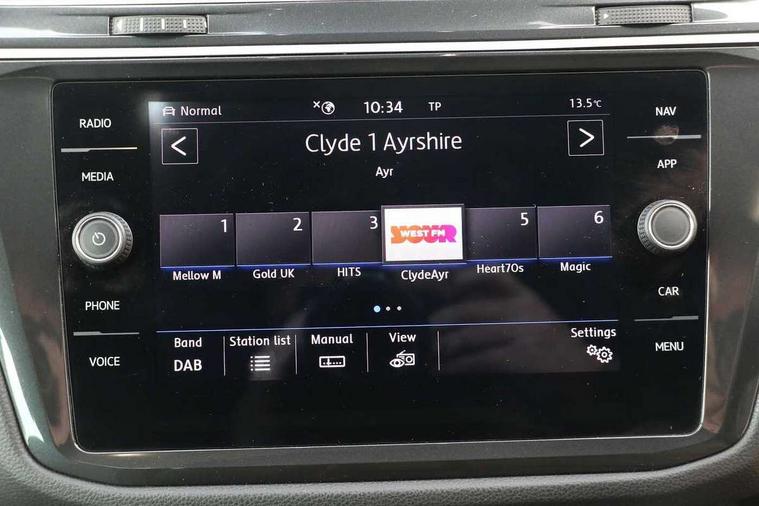 RADIO
MEDIA
PHONE
VOICE
Normal
10:34
TP
13.5°C
<
Clyde 1 Ayrshire
>
Ayr
1
2
3
YOUR
WEST FM
5
6
Mellow M
Gold UK
HITS
ClydeAyr
Heart70s
Magic
Band
DAB
Station list
Manual
View
Settings
NAV
APP
CAR
MENU